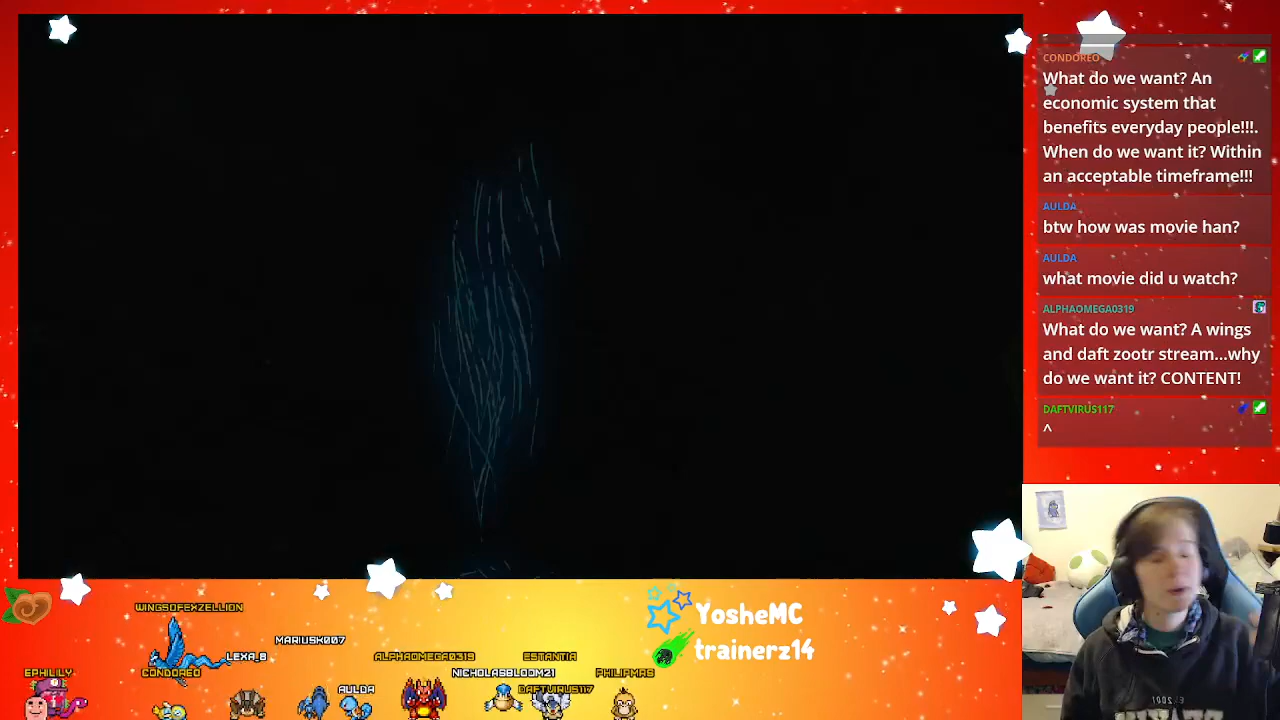 CONDOREO
What do we want? An
economic system that
benefits everyday people!!!.
When do we want it? Within
an acceptable timeframe!!!
AULDA
btw how was movie han?
AULDA
what movie did u watch?
ALPHAOMEGA0319
What do we want? A wings
and daft zootr stream...why
do we want it? CONTENT!
DAFTVIRUS117
^
WINGSOFEXZELLION
MARIUSK007
LEXA_B
ALPHAOMEGA0319
ESTANTIA
EPHILILY
CONDOREO
NICHOLASBLOOM21
PHILIPMAS
AULDA
DAFTVIRUS117
YosheMC
trainerz14